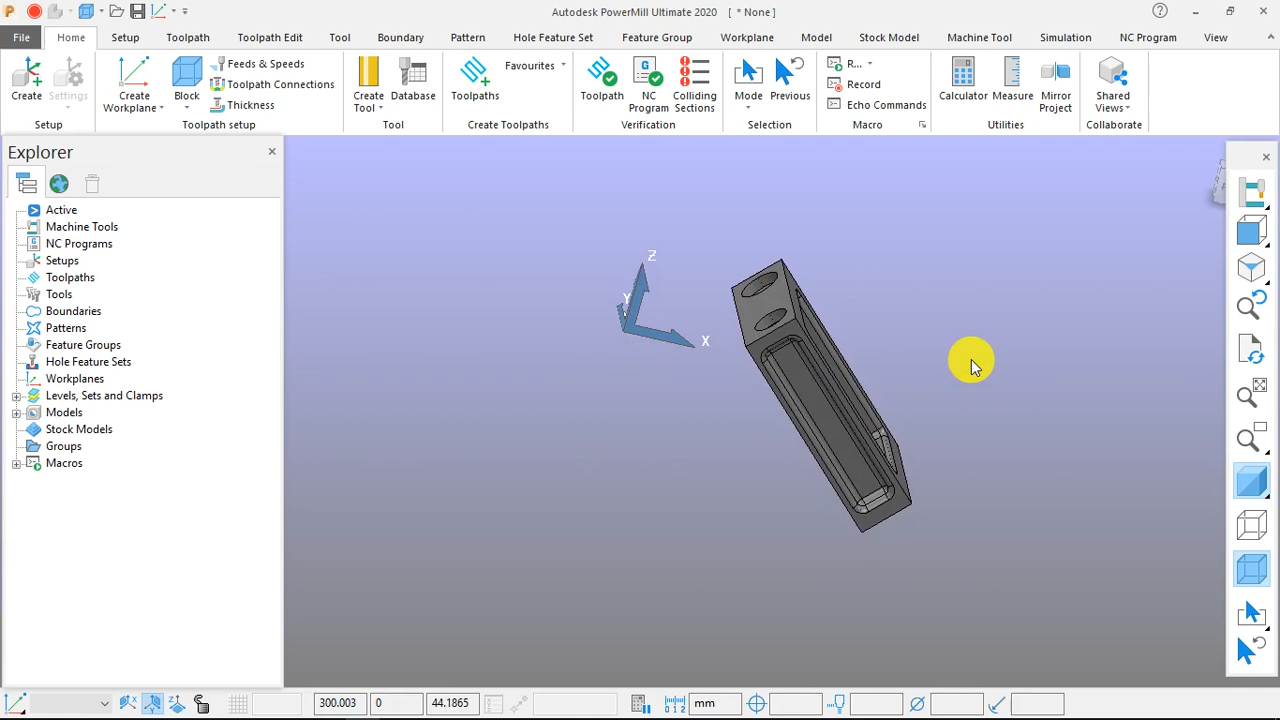 P Autodesk PowerMill Ultimate 2020 [ * None ]
File Home Setup Toolpath Toolpath Edit Tool Boundary Pattern Hole Feature Set Feature Group Workplane Model Stock Model Machine Tool Simulation NC Program View
Create
Settings
Setup
Create
Workplane
Block
Feeds & Speeds
Toolpath Connections
Thickness
Toolpath setup
Create
Tool
Database
Tool
Toolpaths
Favourites
Create Toolpaths
Toolpath
NC
Program
Colliding
Sections
Verification
Mode
Previous
Selection
R...
Record
Echo Commands
Macro
Calculator
Measure
Mirror
Project
Utilities
Shared
Views
Collaborate
Explorer
Active
Machine Tools
NC Programs
Setups
Toolpaths
Tools
Boundaries
Patterns
Feature Groups
Hole Feature Sets
Workplanes
Levels, Sets and Clamps
Models
Stock Models
Groups
Macros
Z
Y
X
300.003 0 44.1865 mm